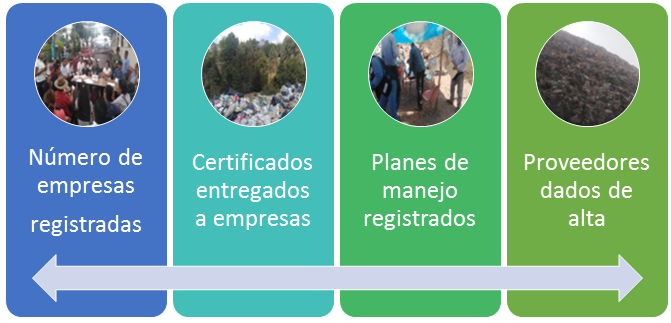 Número de
empresas
registradas
Certificados
entregados
a empresas
Planes de
manejo
registrados
Proveedores
dados de
alta